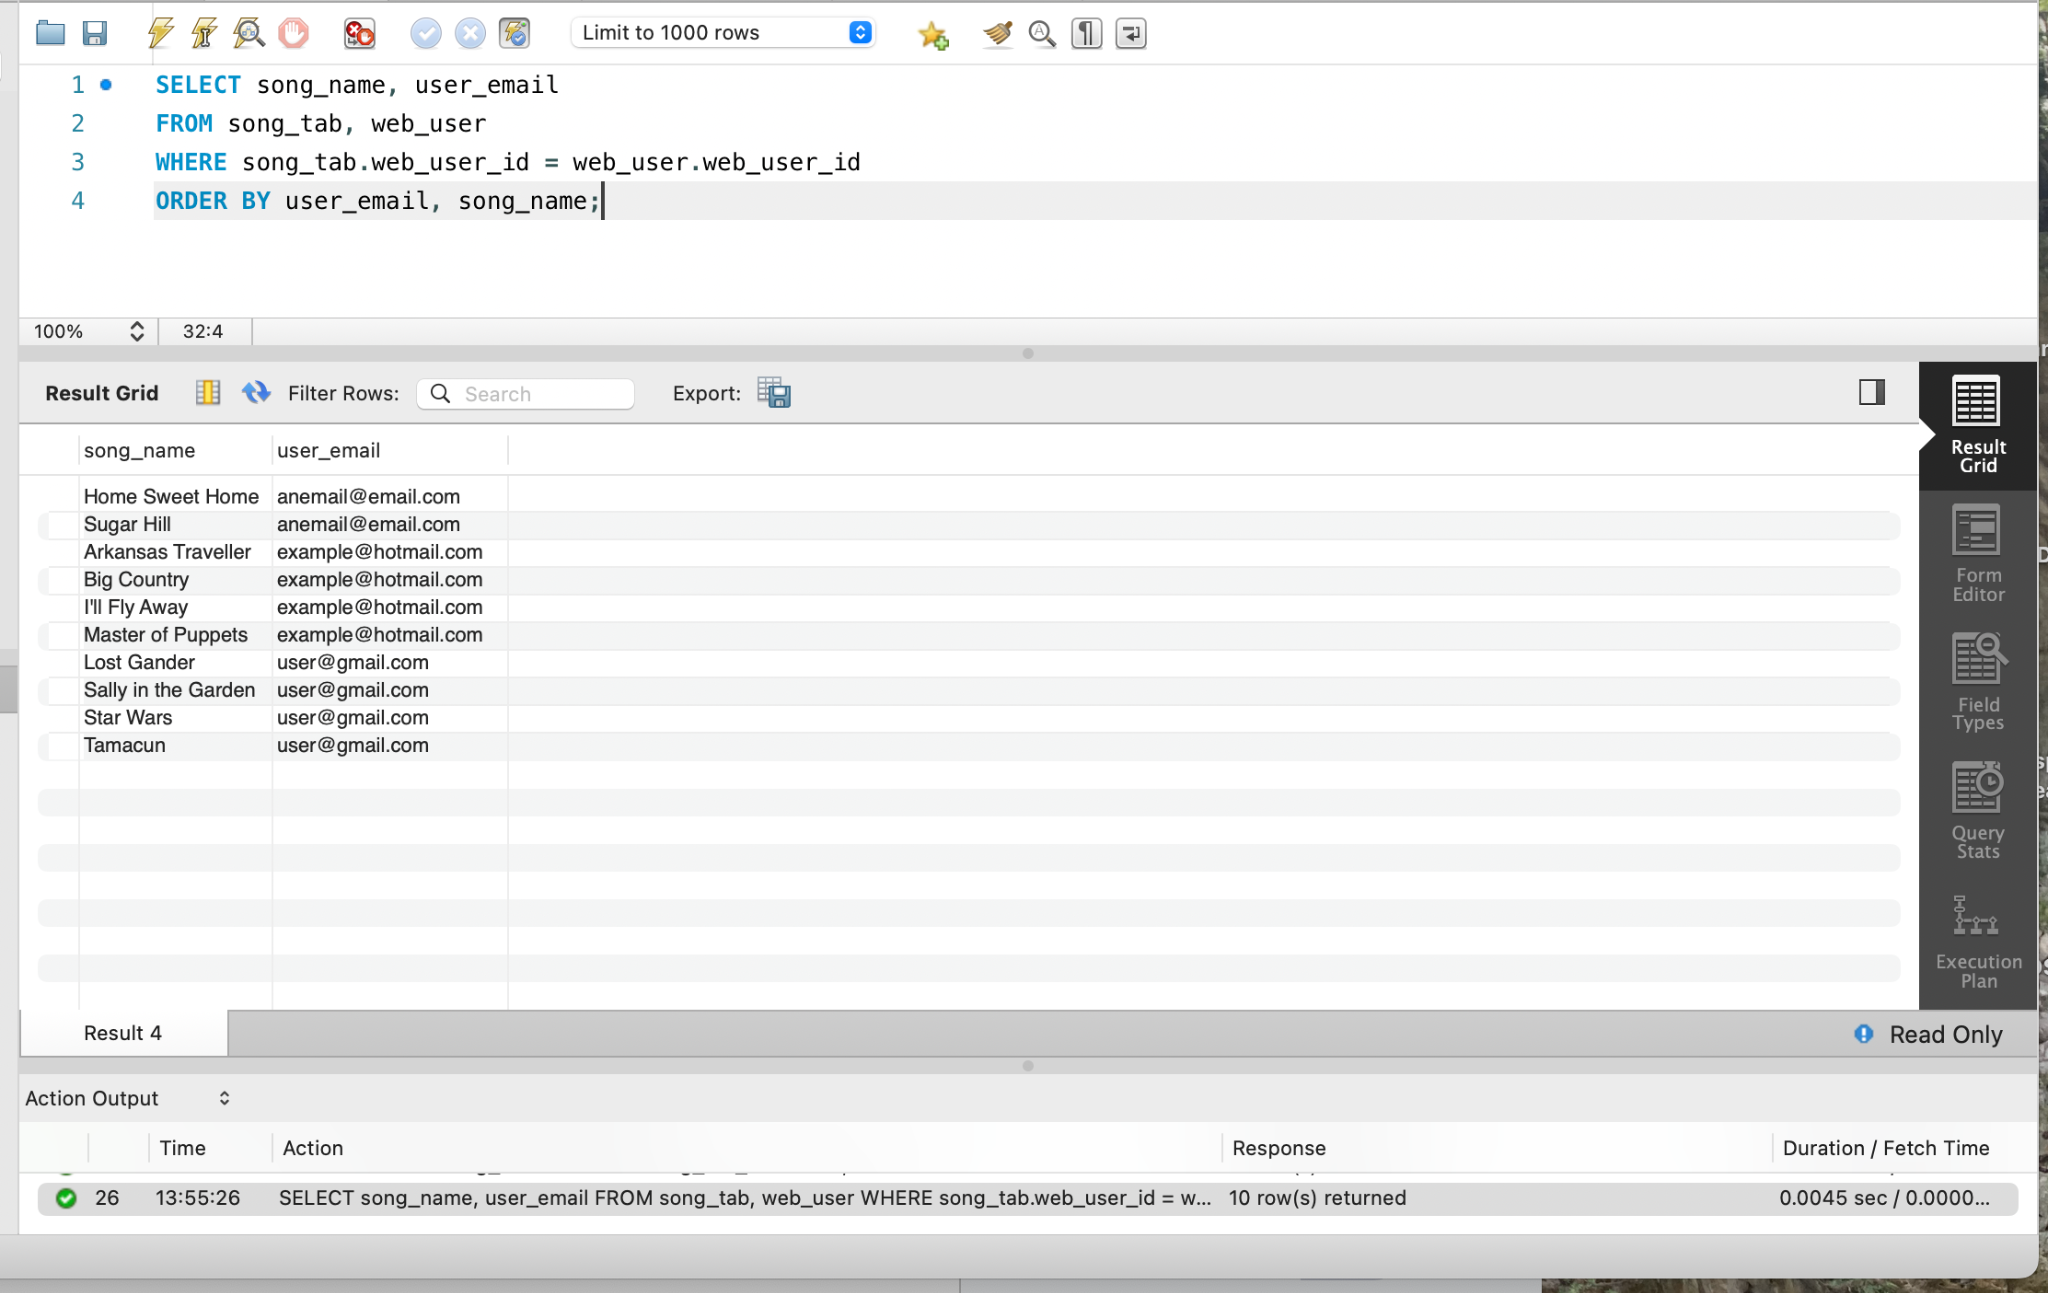 Limit to 1000 rows
1 SELECT song_name, user_email
2 FROM song_tab, web_user
3 WHERE song_tab.web_user_id = web_user.web_user_id
4 ORDER BY user_email, song_name;
100% 32:4
Result Grid Filter Rows: Search Export:
song_name user_email
Home Sweet Home anemail@email.com
Sugar Hill anemail@email.com
Arkansas Traveller example@hotmail.com
Big Country example@hotmail.com
I'll Fly Away example@hotmail.com
Master of Puppets example@hotmail.com
Lost Gander user@gmail.com
Sally in the Garden user@gmail.com
Star Wars user@gmail.com
Tamacun user@gmail.com
Result
Grid
Form
Editor
Field
Types
Query
Stats
Execution
Plan
Result 4 Read Only
Action Output
Time Action Response Duration / Fetch Time
26 13:55:26 SELECT song_name, user_email FROM song_tab, web_user WHERE song_tab.web_user_id = w... 10 row(s) returned 0.0045 sec / 0.0000...